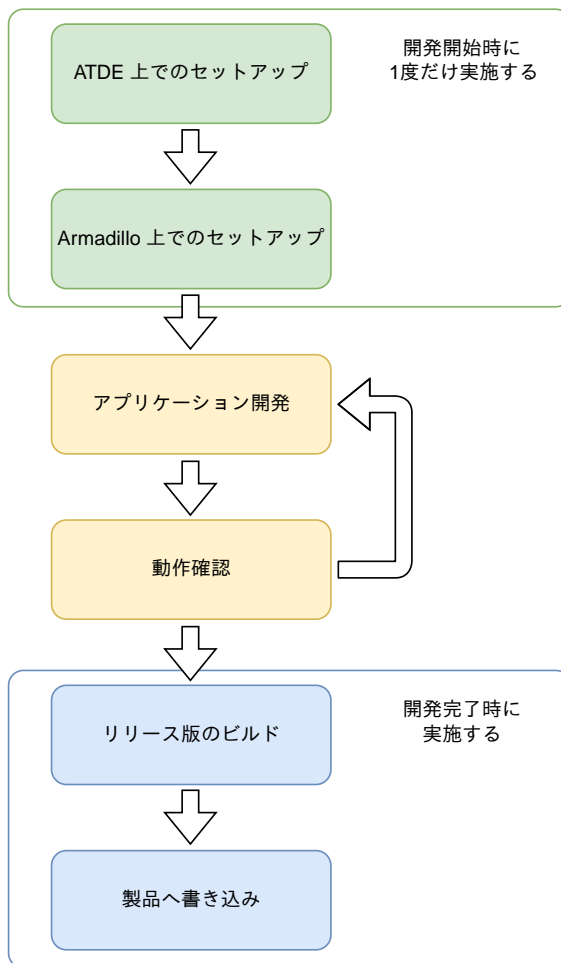 ATDE 上でのセットアップ
開発開始時に
1度だけ実施する
Armadillo 上でのセットアップ
アプリケーション開発
動作確認
リリース版のビルド
開発完了時に
実施する
製品へ書き込み